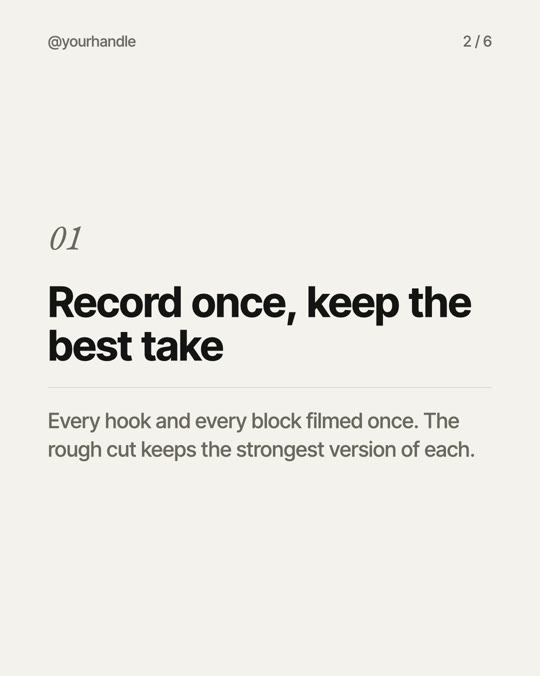 @yourhandle
2 / 6
01
Record once, keep the
best take
Every hook and every block filmed once. The
rough cut keeps the strongest version of each.